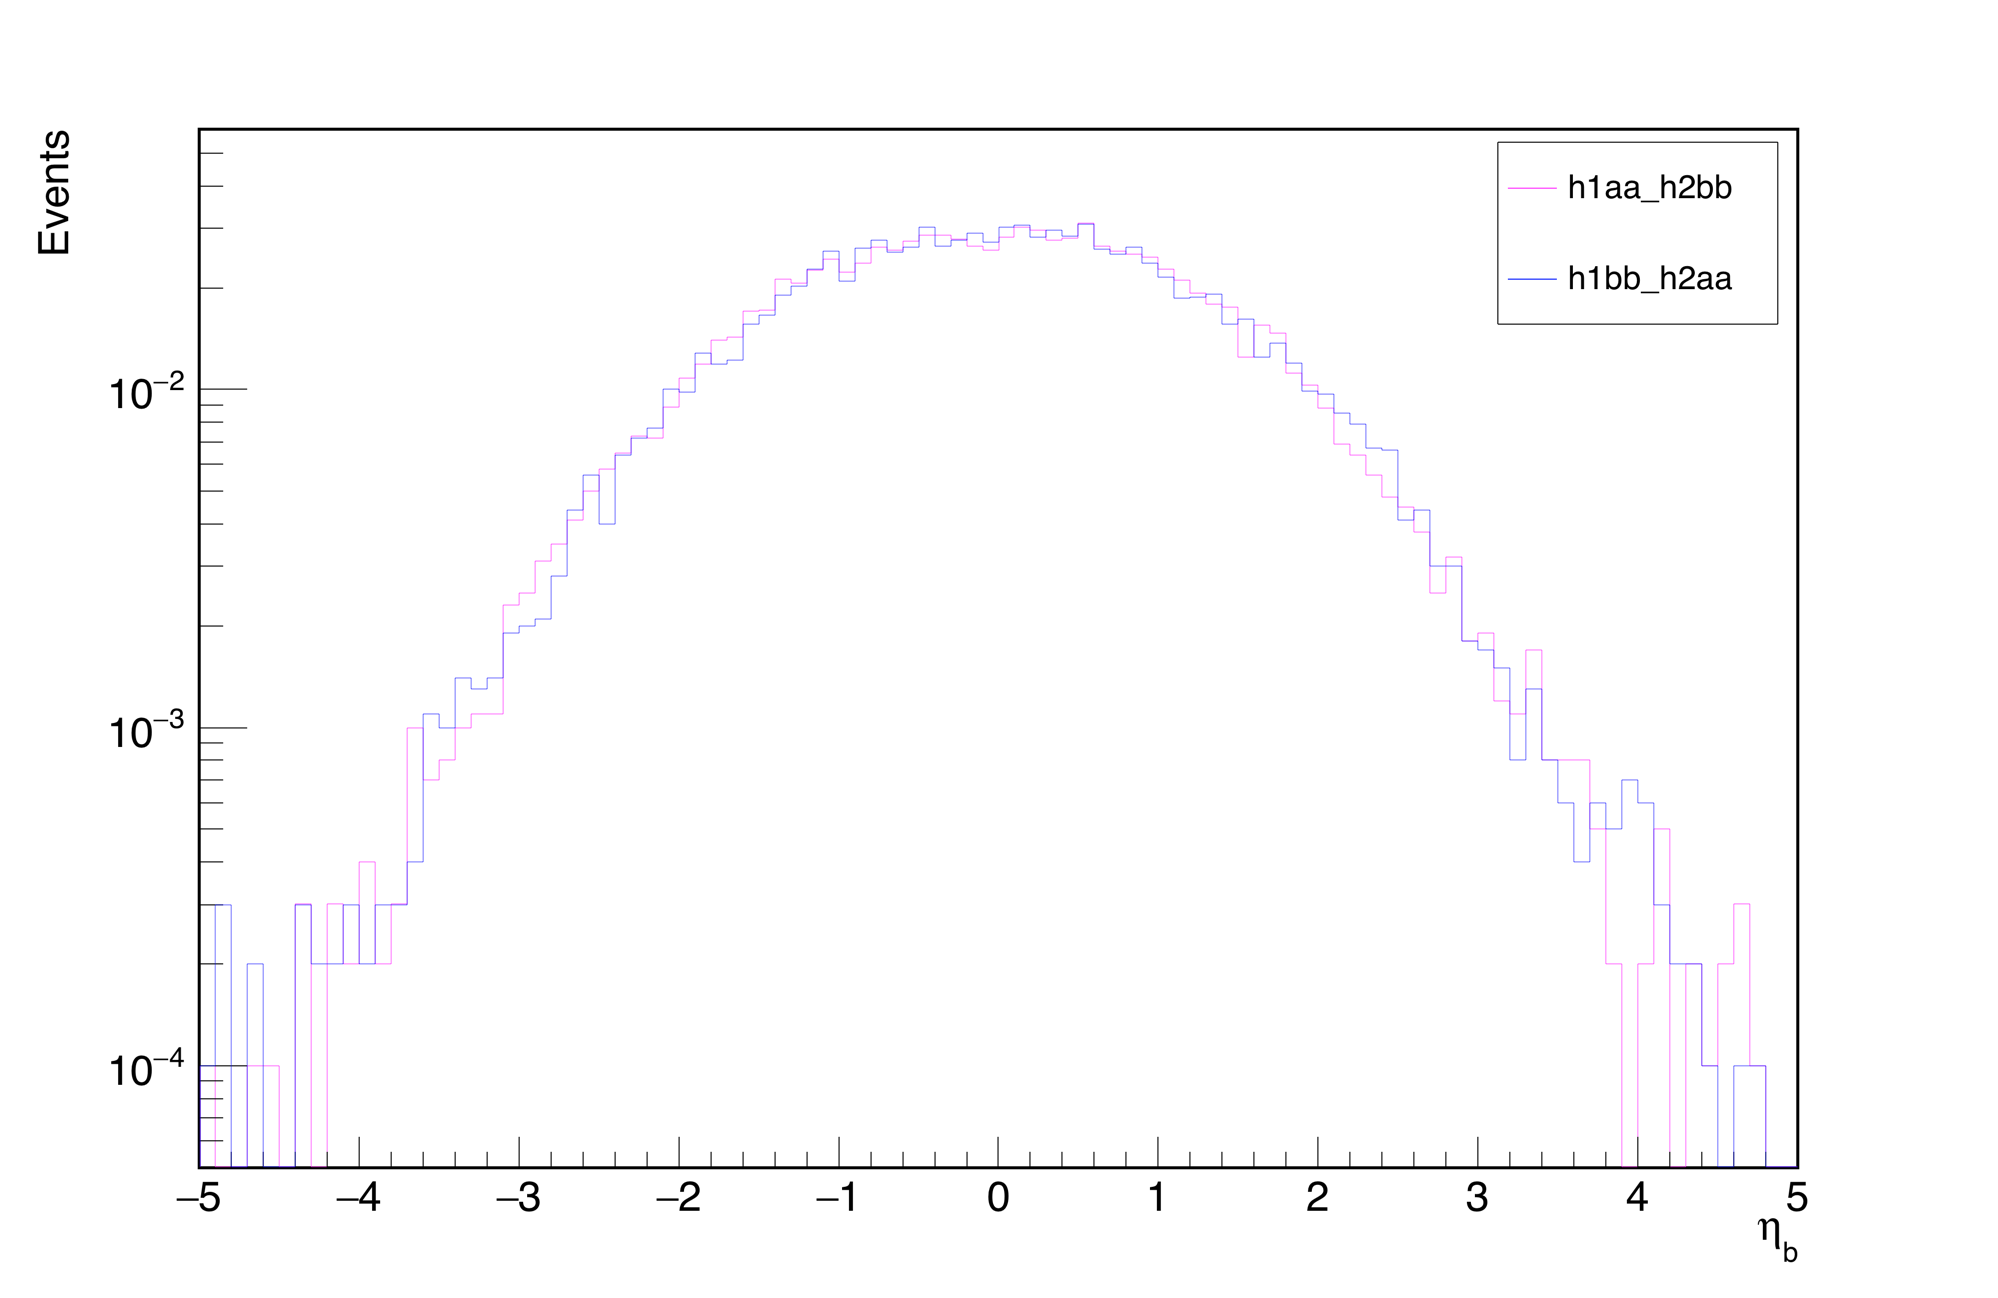 Events
h1aa_h2bb
h1bb_h2aa
10⁻²
10⁻³
10⁻⁴
−5 −4 −3 −2 −1 0 1 2 3 4 5
η_b